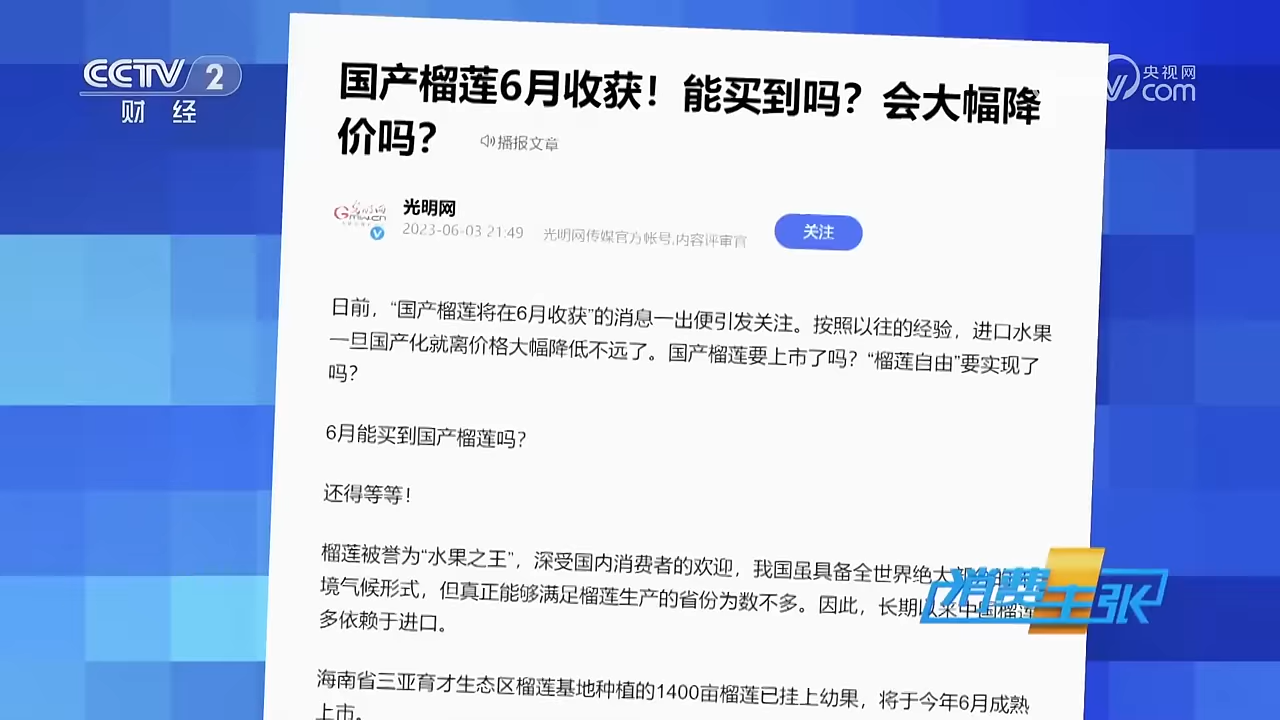 CCTV 2
财 经
央视网
com
国产榴莲6月收获！能买到吗？会大幅降
价吗？ 播报文章
光明网
2023-06-03 21:49 光明网传媒官方帐号,内容评审官
关注
日前，“国产榴莲将在6月收获”的消息一出便引发关注。按照以往的经验，进口水果
一旦国产化就离价格大幅降低不远了。国产榴莲要上市了吗？“榴莲自由”要实现了
吗？
6月能买到国产榴莲吗？
还得等等！
榴莲被誉为“水果之王”，深受国内消费者的欢迎，我国虽具备全世界绝大
境气候形式，但真正能够满足榴莲生产的省份为数不多。因此，长期以来中国榴莲
多依赖于进口。
消费主张
海南省三亚育才生态区榴莲基地种植的1400亩榴莲已挂上幼果，将于今年6月成熟
上市。